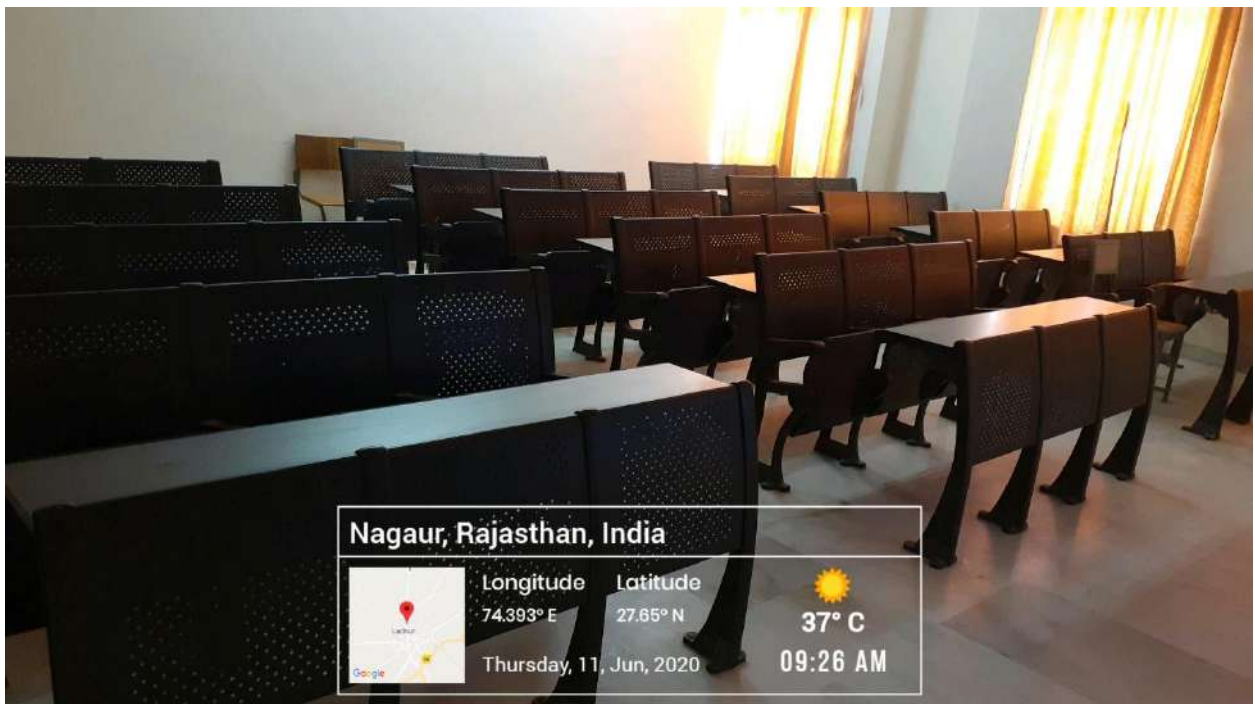 Nagaur, Rajasthan, India
Longitude Latitude
74.393° E 27.65° N
37° C
Thursday, 11, Jun, 2020
09:26 AM
Google